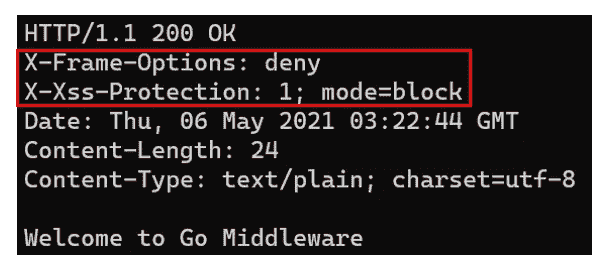 HTTP/1.1 200 OK
X-Frame-Options: deny
X-Xss-Protection: 1; mode=block
Date: Thu, 06 May 2021 03:22:44 GMT
Content-Length: 24
Content-Type: text/plain; charset=utf-8
Welcome to Go Middleware